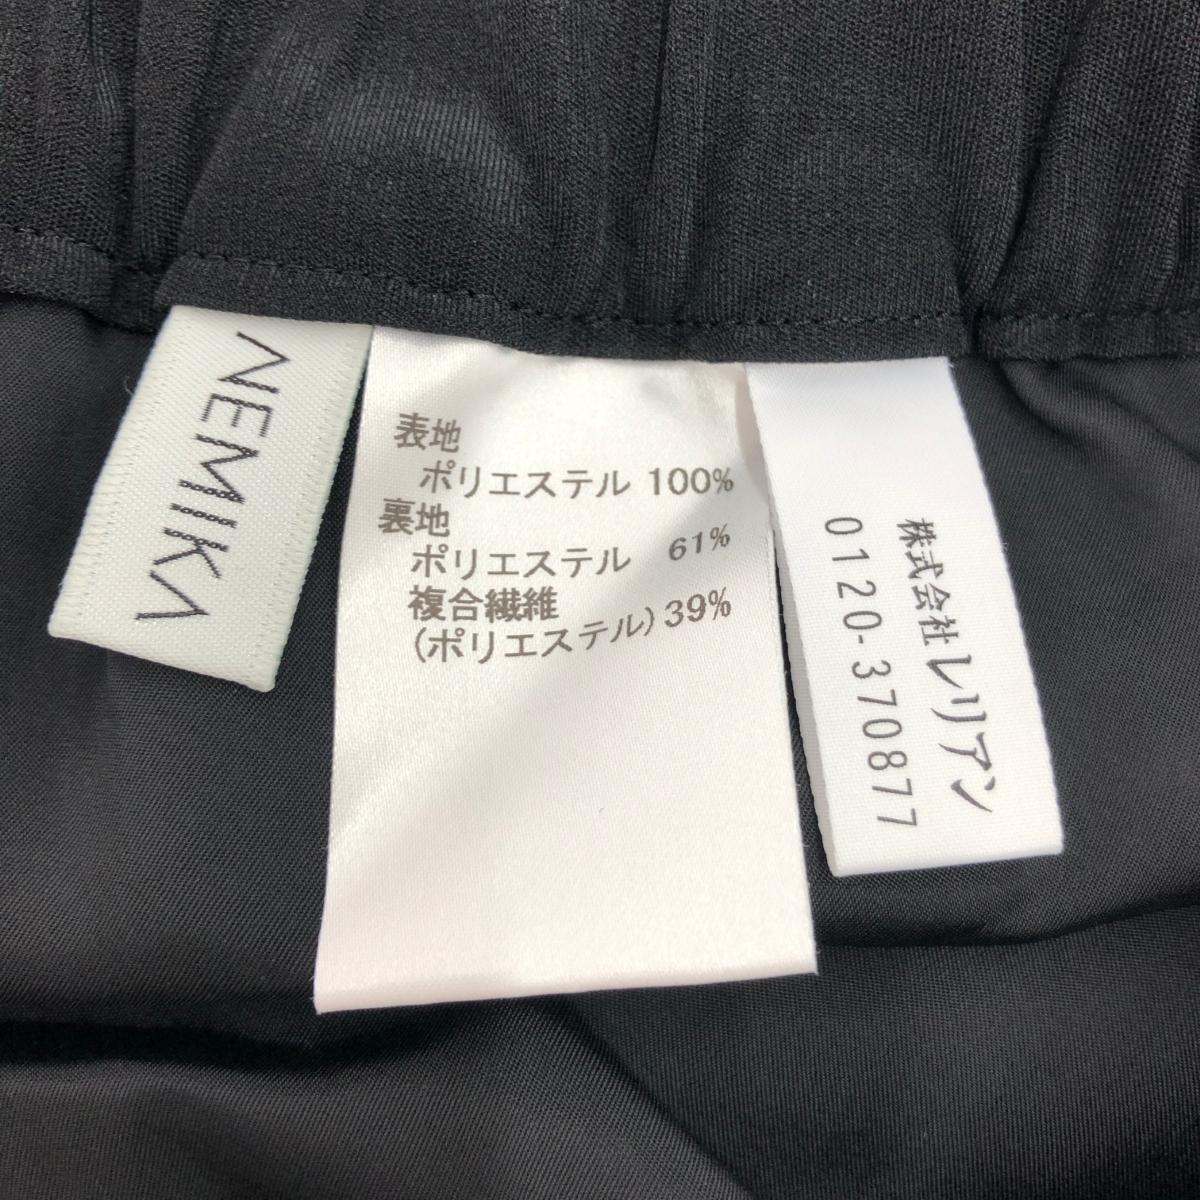 NEMIKA
表地
ポリエステル 100%
裏地
ポリエステル 61%
複合繊維
(ポリエステル) 39%
株式会社レリアン
0120-370877